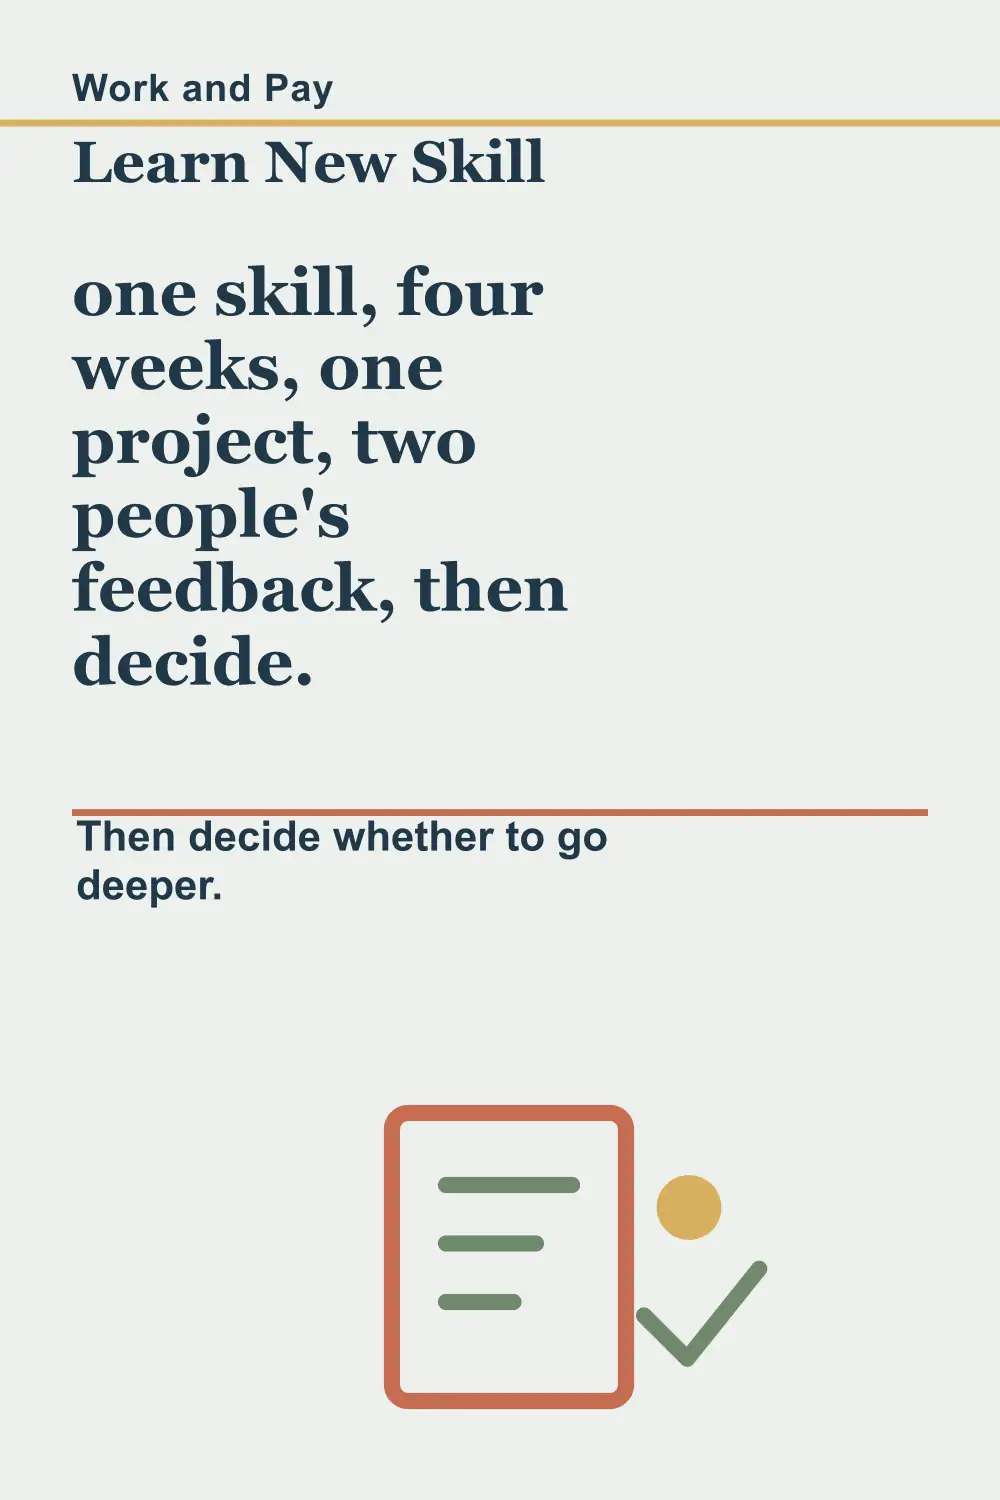 Work and Pay
Learn New Skill
one skill, four
weeks, one
project, two
people's
feedback, then
decide.
Then decide whether to go
deeper.